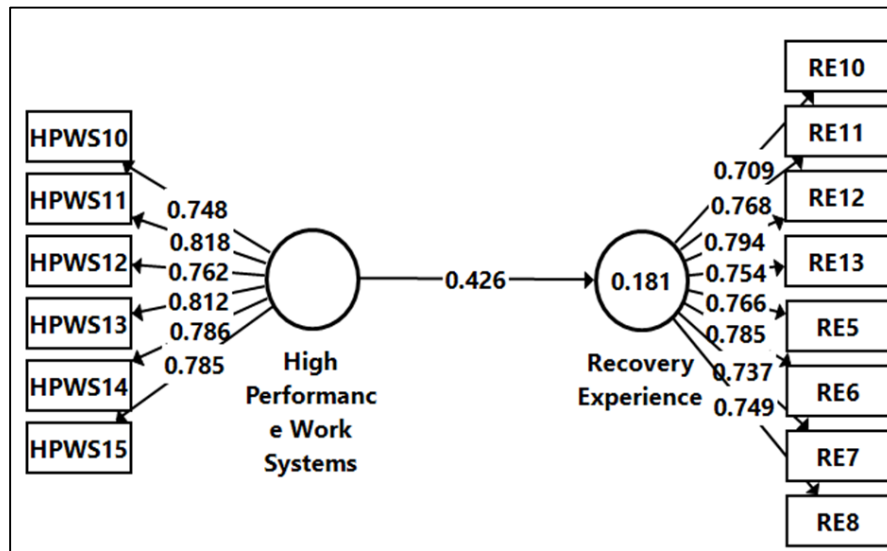 HPWS10
HPWS11
HPWS12
HPWS13
HPWS14
HPWS15
0.748
0.818
0.762
0.812
0.786
0.785
High
Performanc
e Work
Systems
0.426
0.181
Recovery
Experience
0.709
0.768
0.794
0.754
0.766
0.785
0.737
0.749
RE10
RE11
RE12
RE13
RE5
RE6
RE7
RE8